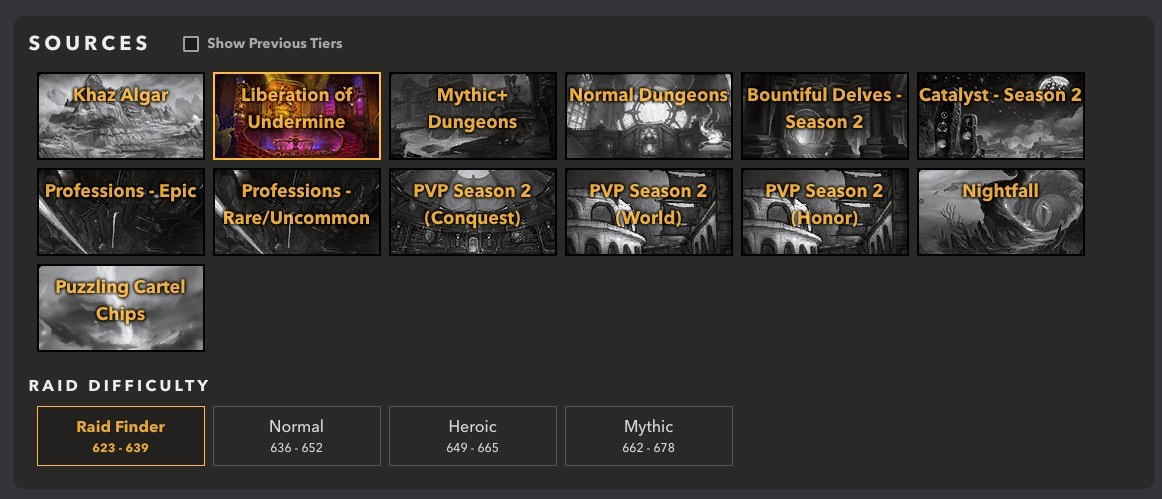 SOURCES
Show Previous Tiers
Khaz Algar
Liberation of
Undermine
Mythic+
Dungeons
Normal Dungeons
Bountiful Delves -
Season 2
Catalyst - Season 2
Professions - Epic
Professions -
Rare/Uncommon
PVP Season 2
(Conquest)
PVP Season 2
(World)
PVP Season 2
(Honor)
Nightfall
Puzzling Cartel
Chips
RAID DIFFICULTY
Raid Finder
623 - 639
Normal
636 - 652
Heroic
649 - 665
Mythic
662 - 678